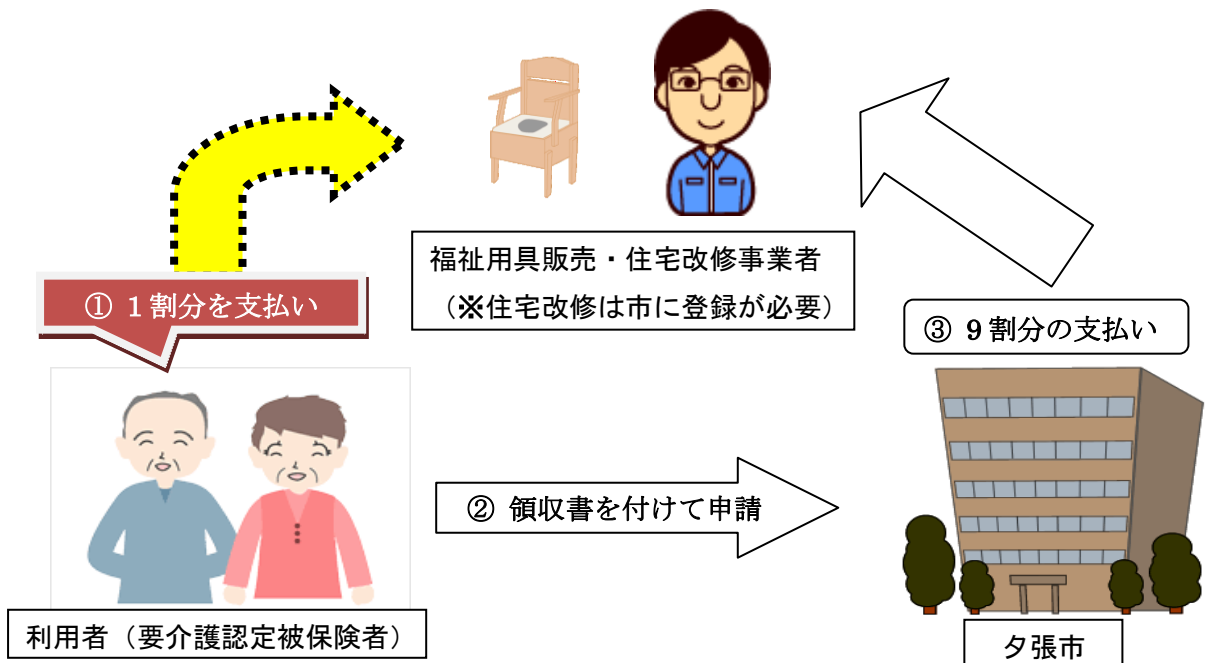 福祉用具販売・住宅改修事業者
（※住宅改修は市に登録が必要）
① 1割分を支払い
③ 9割分の支払い
② 領収書を付けて申請
利用者（要介護認定被保険者）
夕張市